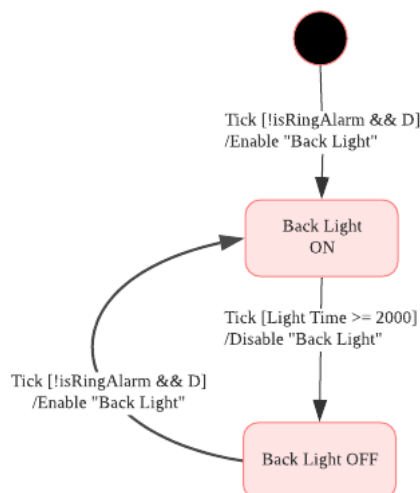 Tick [!isRingAlarm && D]
/Enable "Back Light"
Back Light
ON
Tick [Light Time >= 2000]
/Disable "Back Light"
Tick [!isRingAlarm && D]
/Enable "Back Light"
Back Light OFF